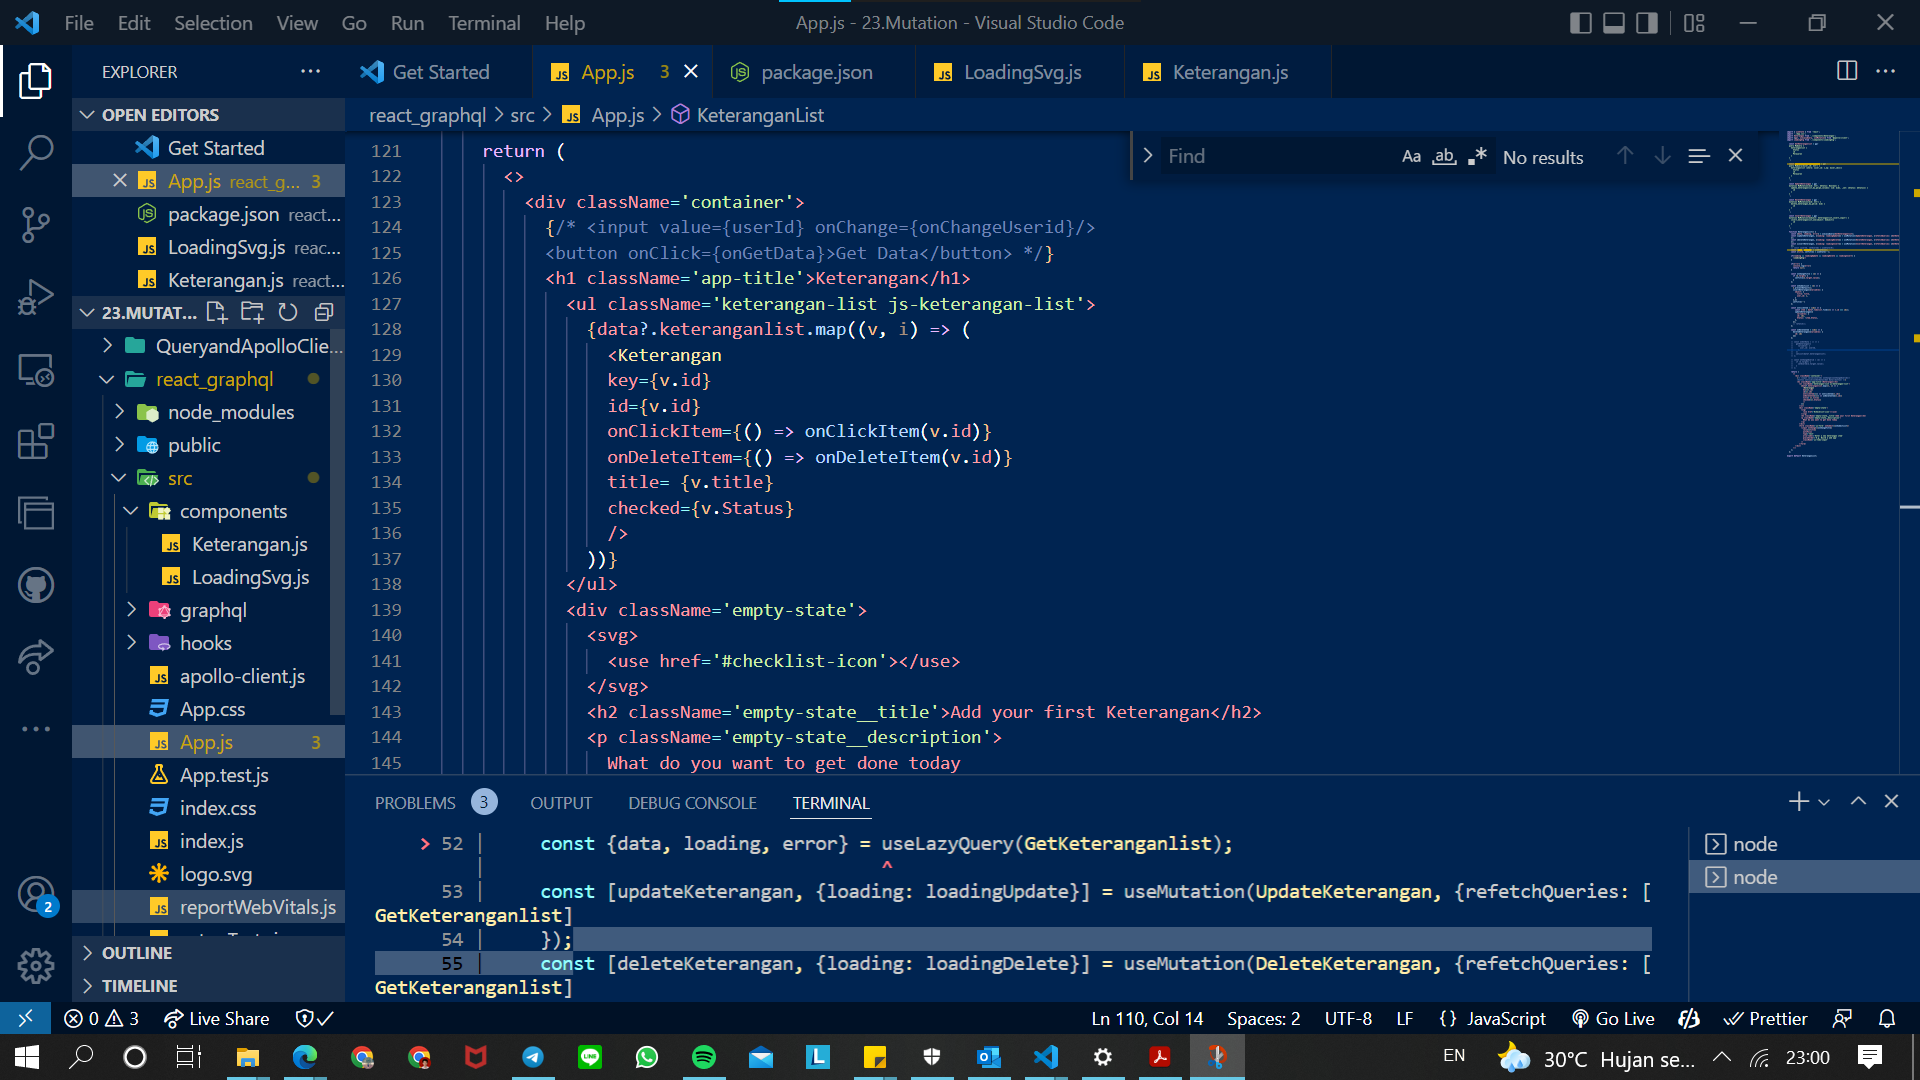 File Edit Selection View Go Run Terminal Help
App.js - 23.Mutation - Visual Studio Code
EXPLORER
Get Started
App.js 3
package.json
LoadingSvg.js
Keterangan.js
OPEN EDITORS
Get Started
App.js react_g... 3
package.json react...
LoadingSvg.js reac...
Keterangan.js react...
23.MUTAT...
QueryandApolloClie...
react_graphql
node_modules
public
src
components
Keterangan.js
LoadingSvg.js
graphql
hooks
apollo-client.js
App.css
App.js 3
App.test.js
index.css
index.js
logo.svg
reportWebVitals.js
OUTLINE
TIMELINE
react_graphql > src > App.js > KeteranganList
Find
Aa ab No results
121 return (
122 <>
123 <div className='container'>
124 {/* <input value={userId} onChange={onChangeUserid}/>
125 <button onClick={onGetData}>Get Data</button> */}
126 <h1 className='app-title'>Keterangan</h1>
127 <ul className='keterangan-list js-keterangan-list'>
128 {data?.keteranganlist.map((v, i) => (
129 <Keterangan
130 key={v.id}
131 id={v.id}
132 onClickItem={() => onClickItem(v.id)}
133 onDeleteItem={() => onDeleteItem(v.id)}
134 title= {v.title}
135 checked={v.Status}
136 />
137 ))}
138 </ul>
139 <div className='empty-state'>
140 <svg>
141 <use href='#checklist-icon'></use>
142 </svg>
143 <h2 className='empty-state__title'>Add your first Keterangan</h2>
144 <p className='empty-state__description'>
145 What do you want to get done today
PROBLEMS 3 OUTPUT DEBUG CONSOLE TERMINAL
> 52 | const {data, loading, error} = useLazyQuery(GetKeteranganlist);
| ^
53 | const [updateKeterangan, {loading: loadingUpdate}] = useMutation(UpdateKeterangan, {refetchQueries: [
GetKeteranganlist]
54 | });
55 | const [deleteKeterangan, {loading: loadingDelete}] = useMutation(DeleteKeterangan, {refetchQueries: [
GetKeteranganlist]
node
node
2
0 3 Live Share
Ln 110, Col 14 Spaces: 2 UTF-8 LF {} JavaScript Go Live Prettier
EN 30°C Hujan se... 23:00